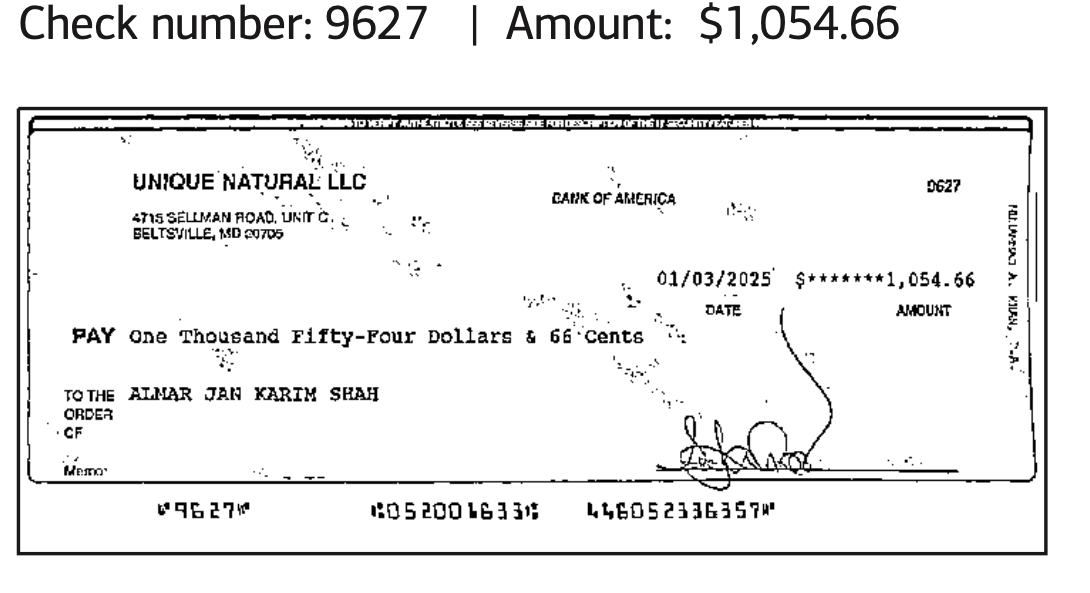 Check number: 9627 | Amount: $1,054.66
TO VERIFY AUTHENTICITY, SEE REVERSE SIDE FOR DESCRIPTION OF THE 11 SECURITY FEATURES
UNIQUE NATURAL LLC
4715 SELLMAN ROAD, UNIT C
BELTSVILLE, MD 20705
BANK OF AMERICA
9627
01/03/2025 $*******1,054.66
DATE AMOUNT
PAY One Thousand Fifty-Four Dollars & 66 Cents
TO THE ORDER OF
ALMAR JAN KARIM SHAH
Memo:
⑈9627⑈ ⑆052001633⑆ 446052336357⑈